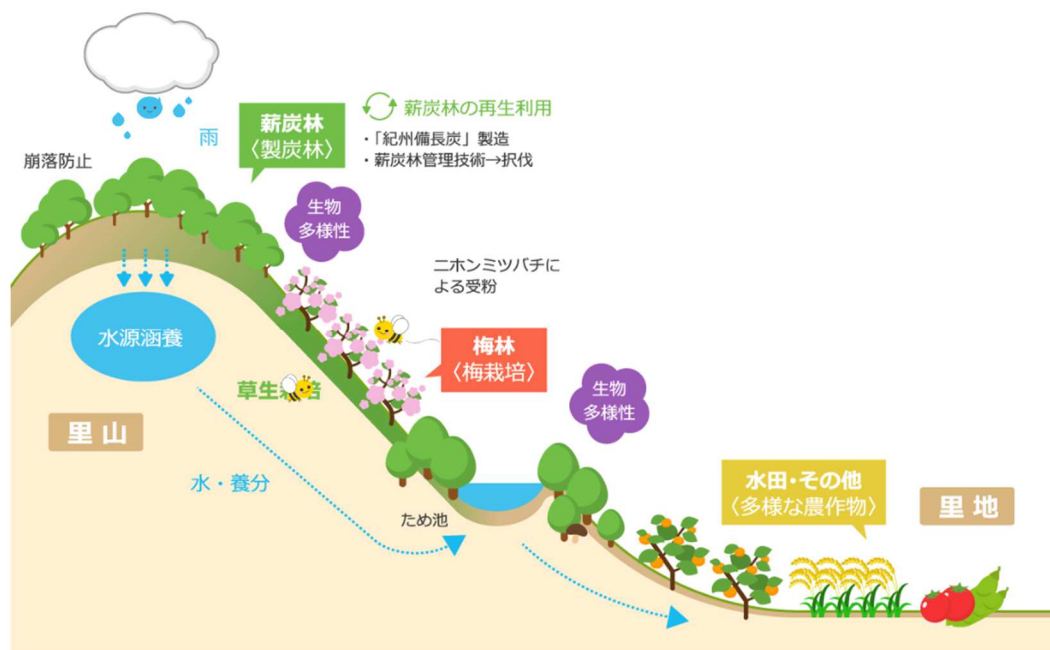 雨
崩落防止
薪炭林
〈製炭林〉
薪炭林の再生利用
・「紀州備長炭」製造
・薪炭林管理技術→択伐
生物
多様性
ニホンミツバチに
よる受粉
水源涵養
梅林
〈梅栽培〉
草生
培
生物
多様性
里山
水・養分
ため池
水田・その他
〈多様な農作物〉
里地